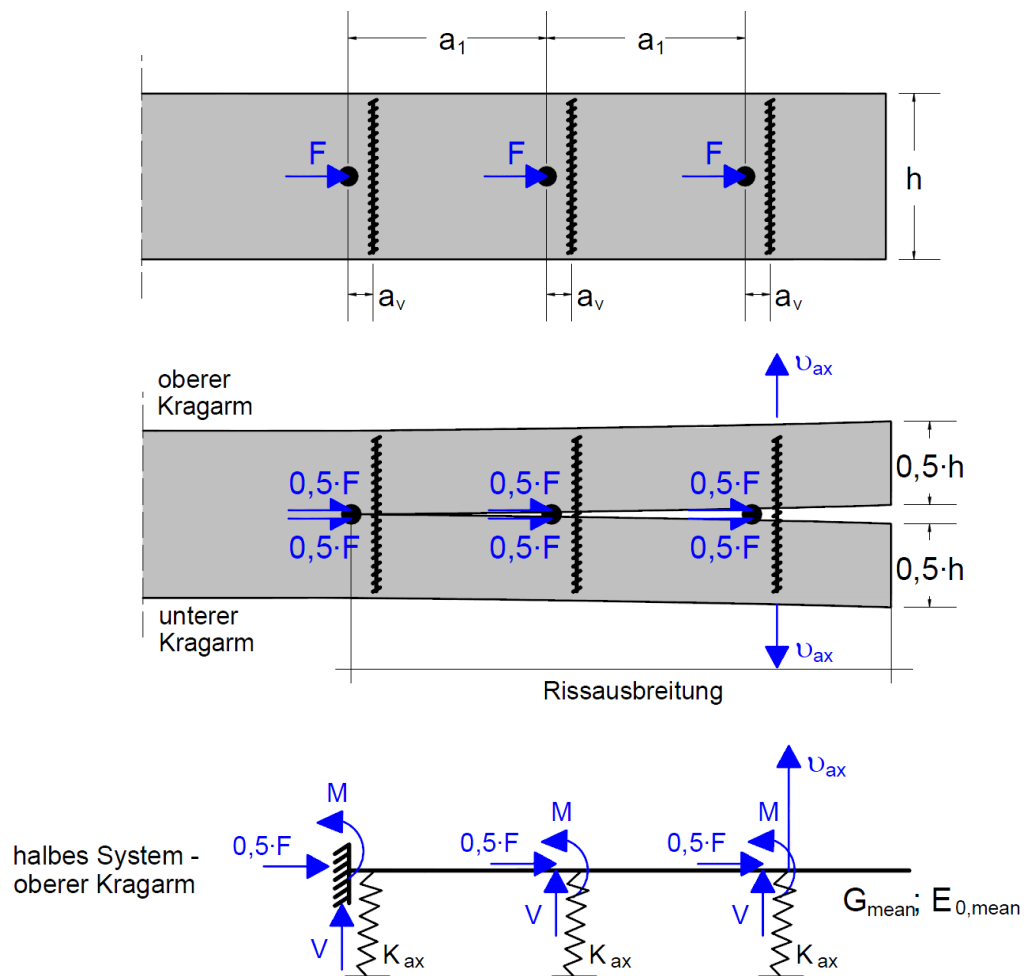 a₁ a₁
F F F h
aᵥ aᵥ aᵥ
υax
oberer
Kragarm
0,5·F 0,5·F 0,5·F 0,5·h
0,5·F 0,5·F 0,5·F 0,5·h
unterer
Kragarm
υax
Rissausbreitung
υax
M M M
0,5·F 0,5·F 0,5·F
halbes System -
oberer Kragarm
Gmean; E0,mean
V V V
Kax Kax Kax